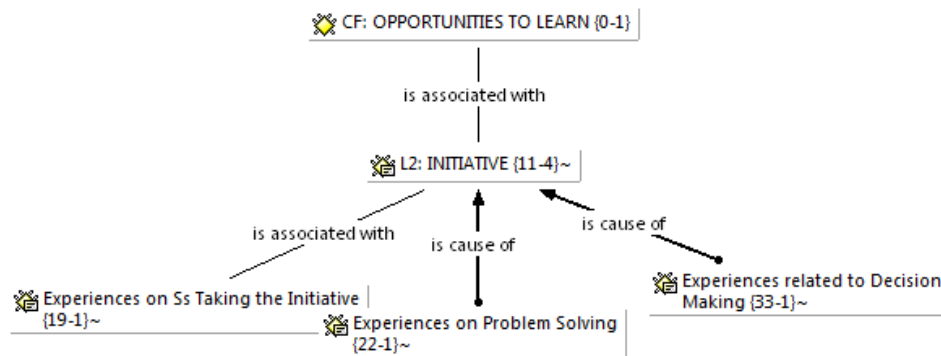 CF: OPPORTUNITIES TO LEARN {0-1}
is associated with
L2: INITIATIVE {11-4}~
is associated with
is cause of
is cause of
Experiences on Ss Taking the Initiative
{19-1}~
Experiences on Problem Solving
{22-1}~
Experiences related to Decision
Making {33-1}~